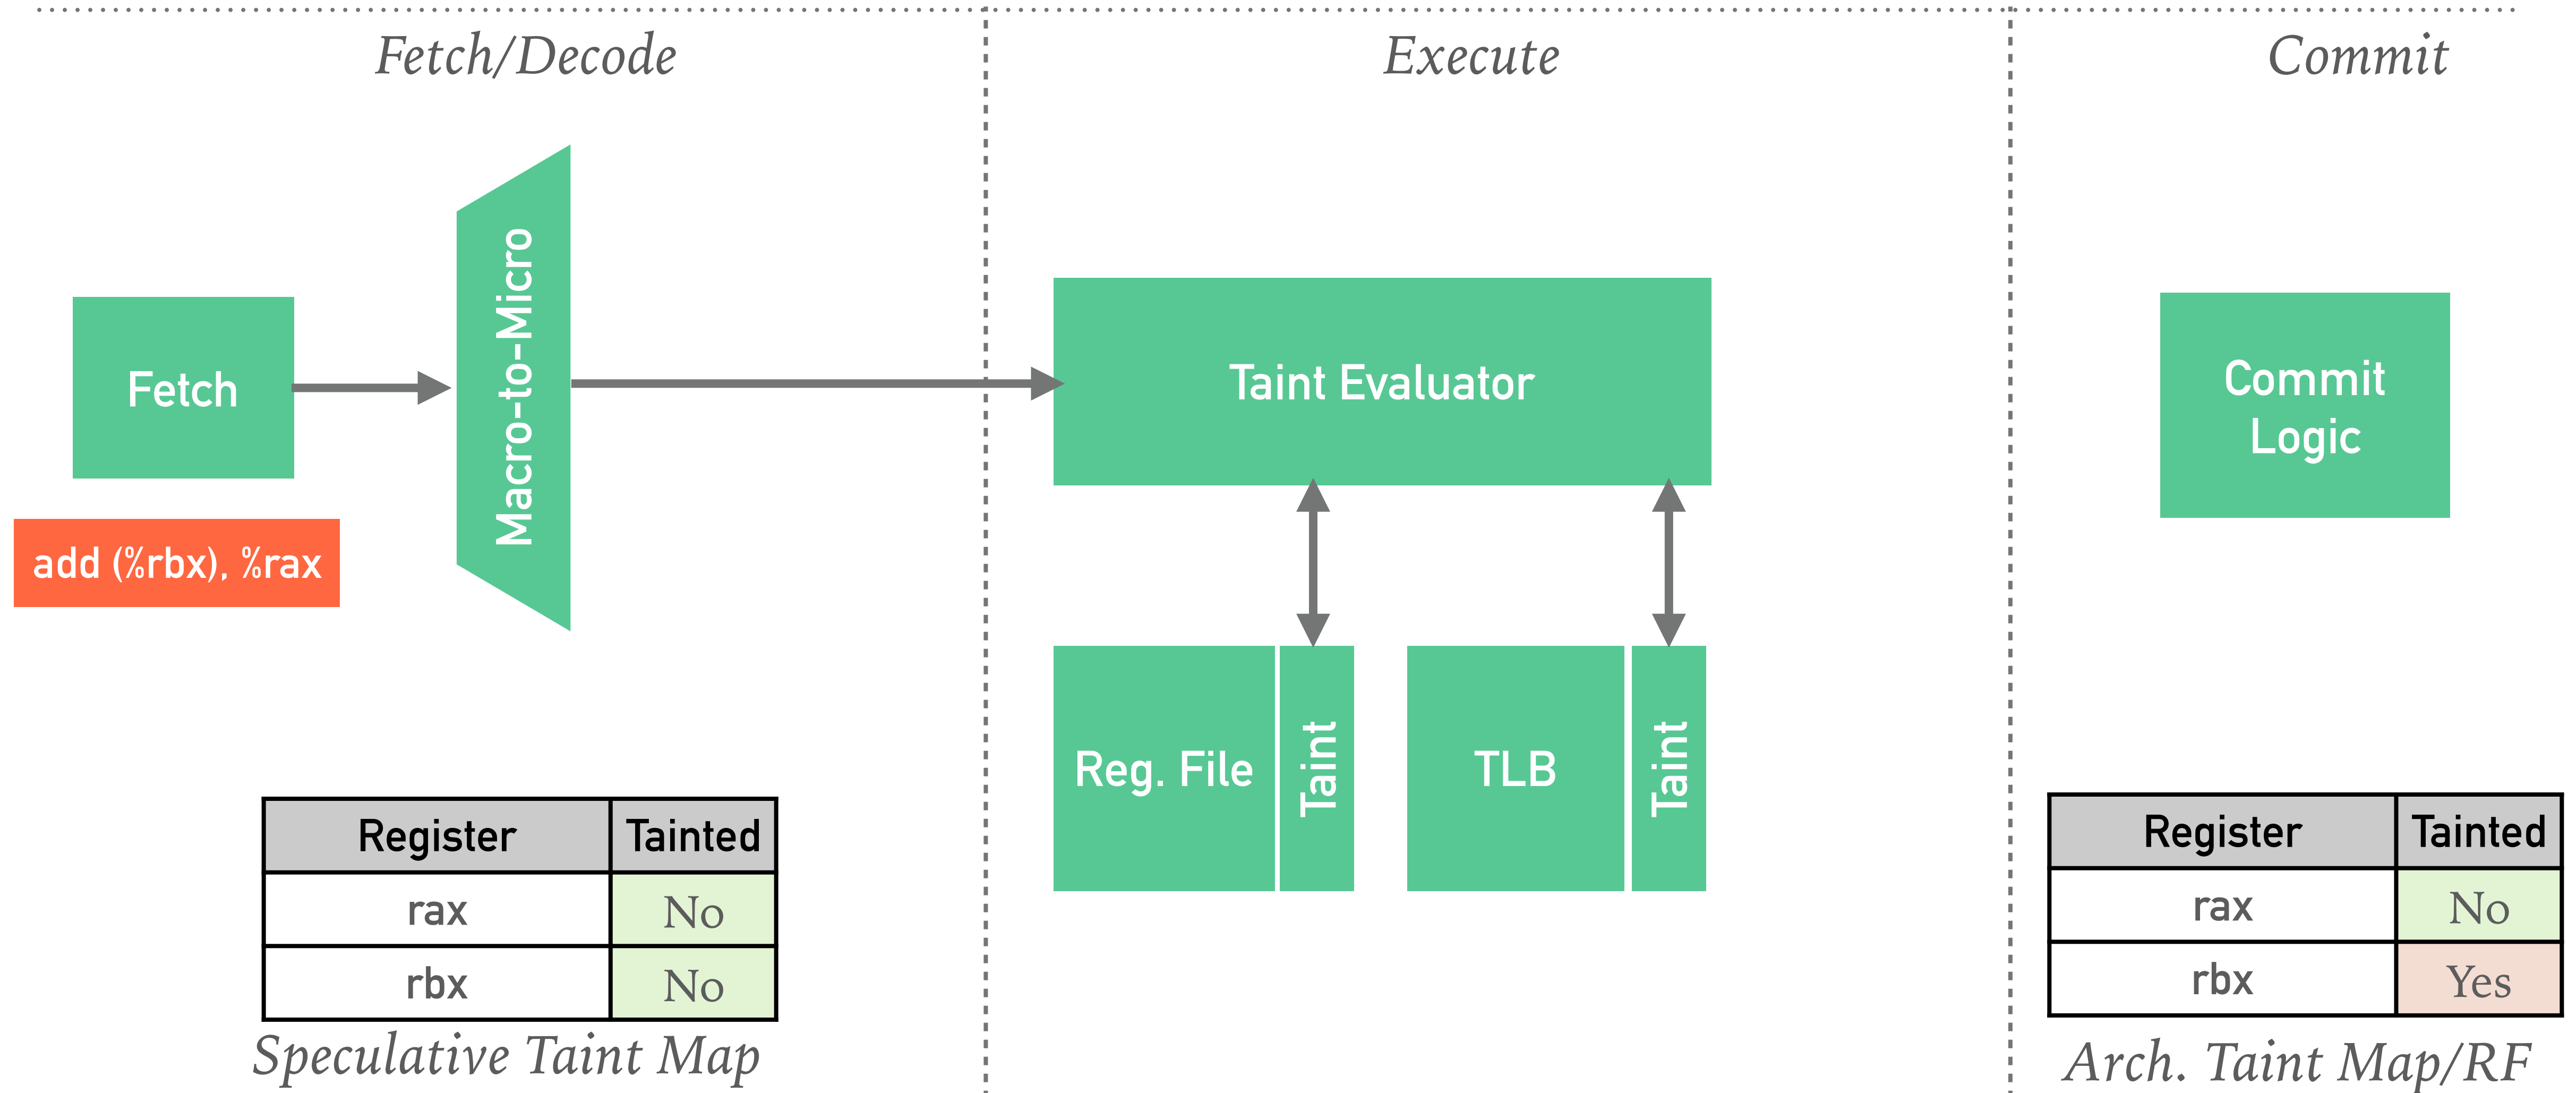 Fetch/Decode
Execute
Commit
Fetch
Macro-to-Micro
Taint Evaluator
Commit
Logic
add (%rbx), %rax
Reg. File
Taint
TLB
Taint
Register Tainted
rax No
rbx No
Speculative Taint Map
Register Tainted
rax No
rbx Yes
Arch. Taint Map/RF